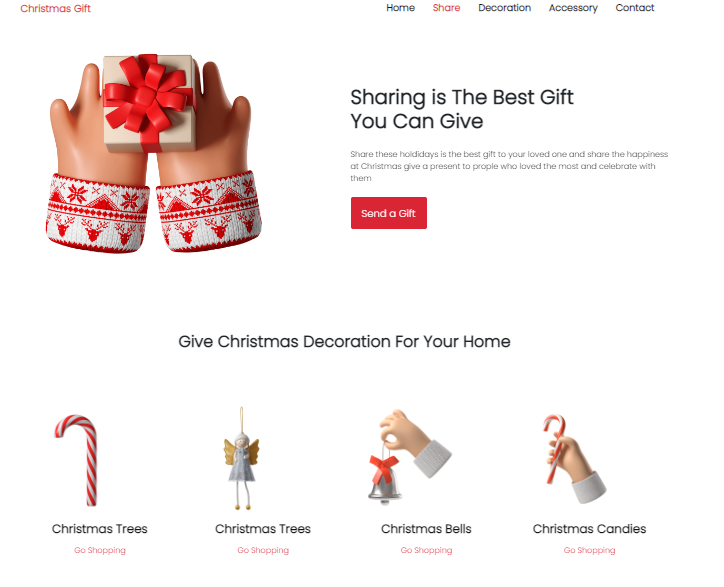 Christmas Gift
Home Share Decoration Accessory Contact
Sharing is The Best Gift
You Can Give
Share these holdidays is the best gift to your loved one and share the happiness
at Christmas give a present to prople who loved the most and celebrate with
them
Send a Gift
Give Christmas Decoration For Your Home
Christmas Trees Christmas Trees Christmas Bells Christmas Candies
Go Shopping Go Shopping Go Shopping Go Shopping